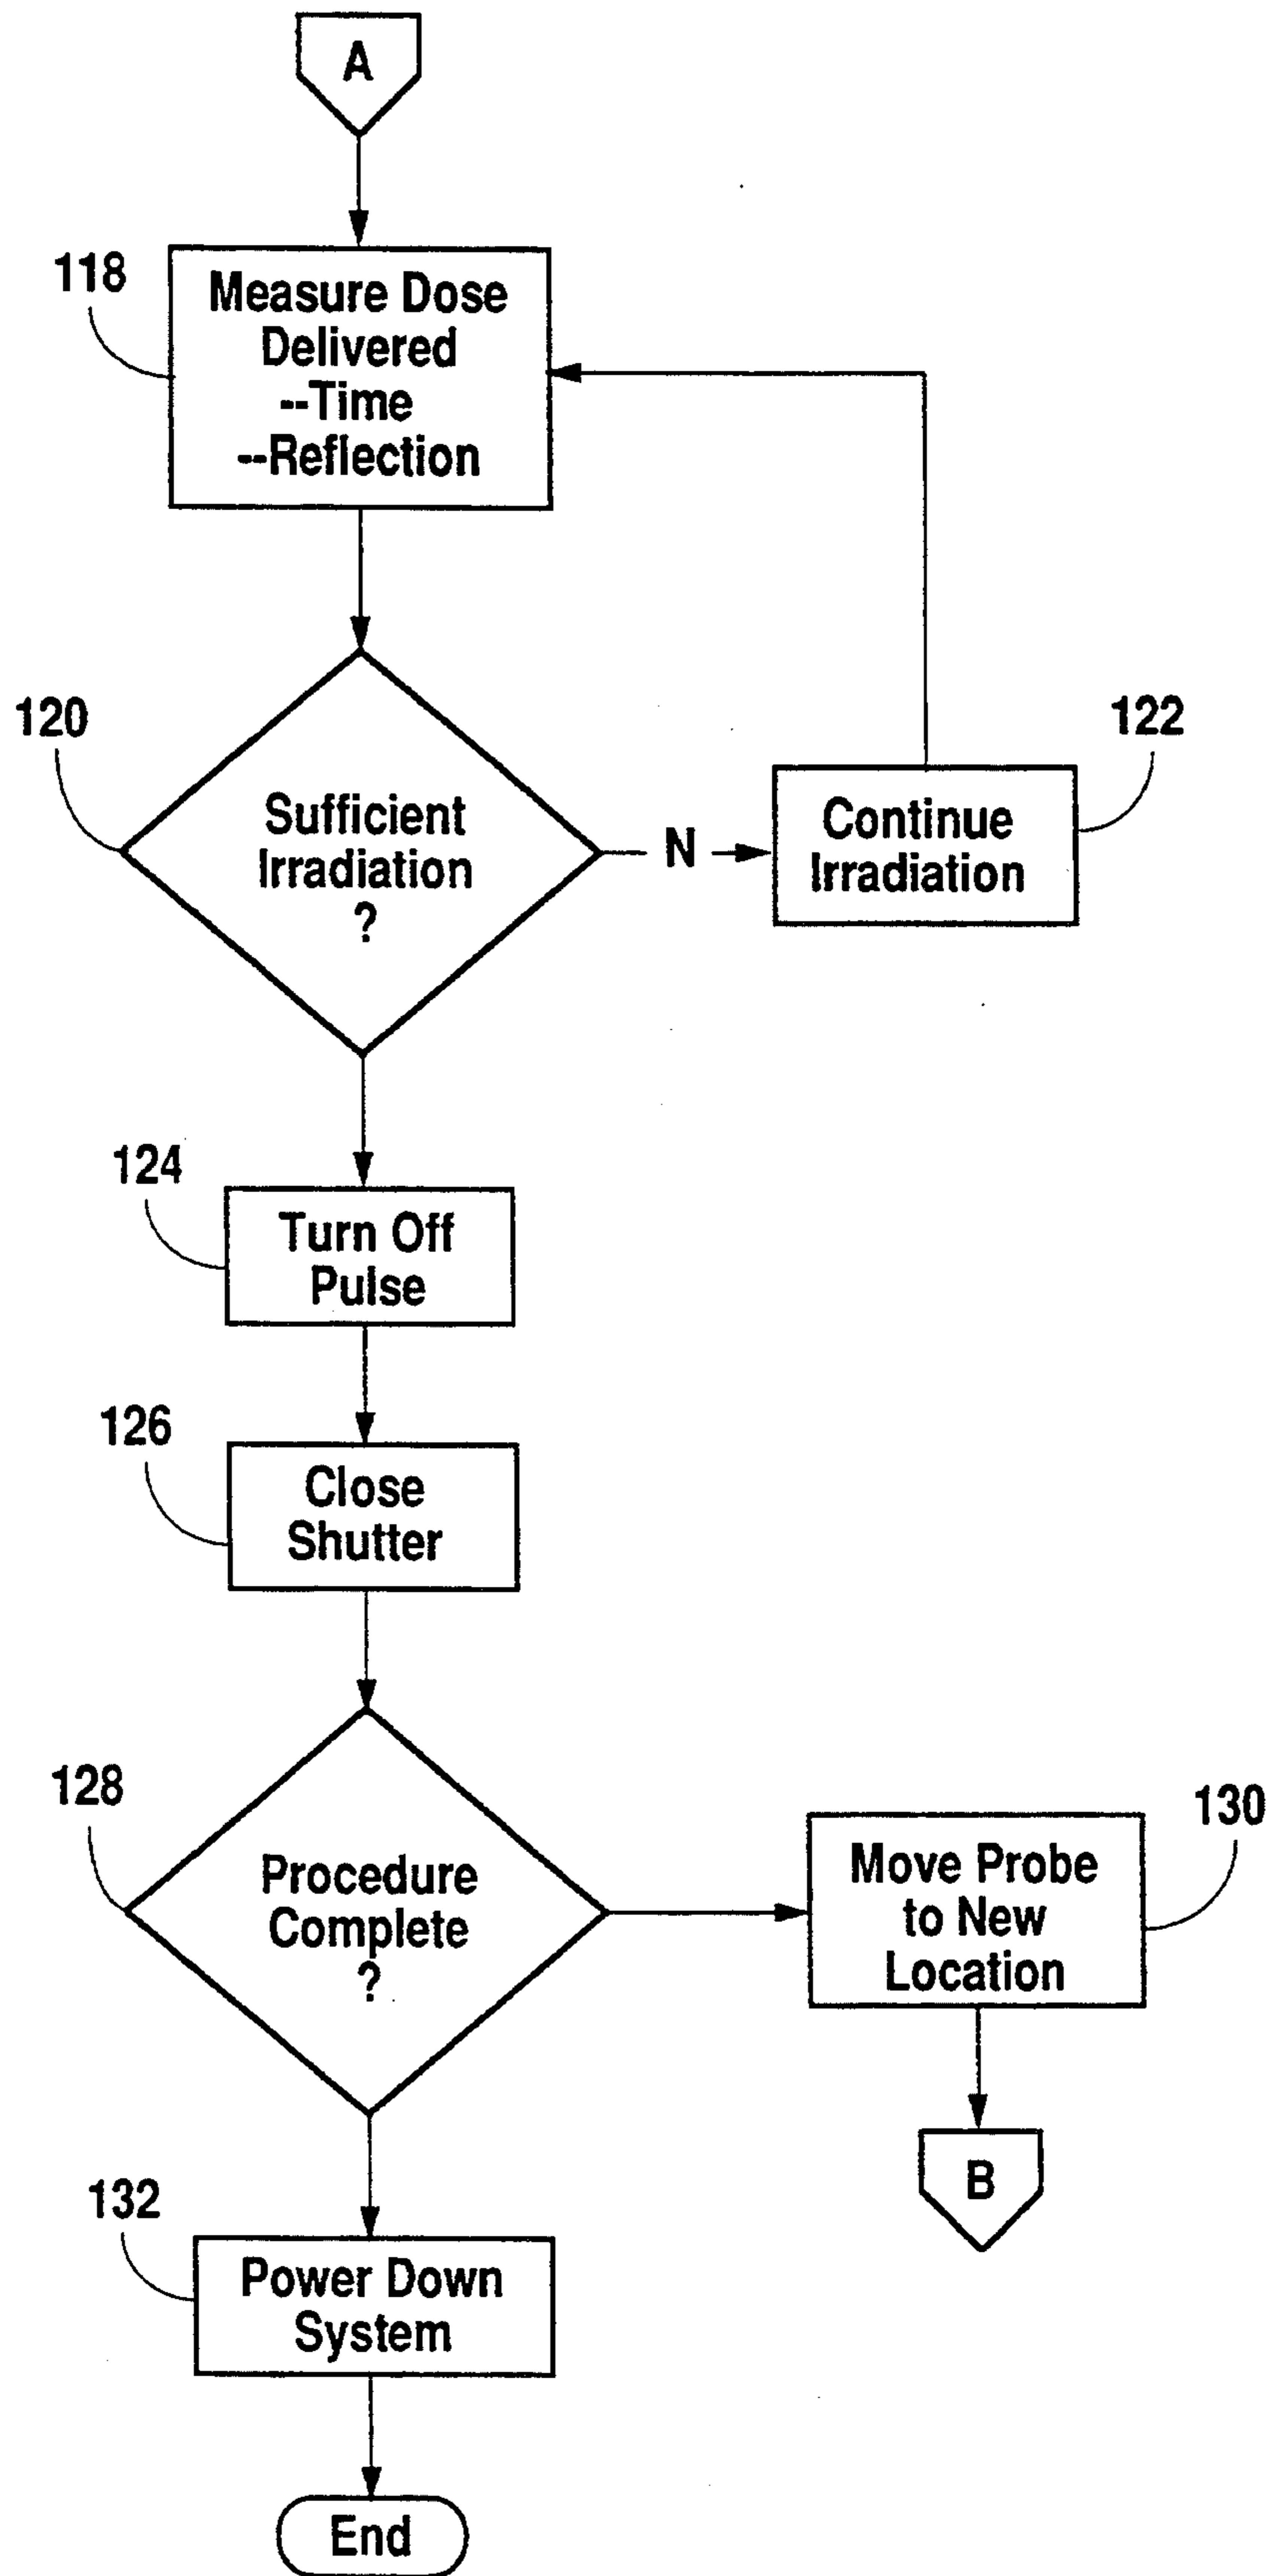 A
118
Measure Dose
Delivered
--Time
--Reflection
120
Sufficient
Irradiation
?
N
122
Continue
Irradiation
124
Turn Off
Pulse
126
Close
Shutter
128
Procedure
Complete
?
130
Move Probe
to New
Location
B
132
Power Down
System
End